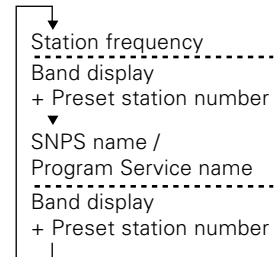 Station frequency
Band display
+ Preset station number
SNPS name /
Program Service name
Band display
+ Preset station number